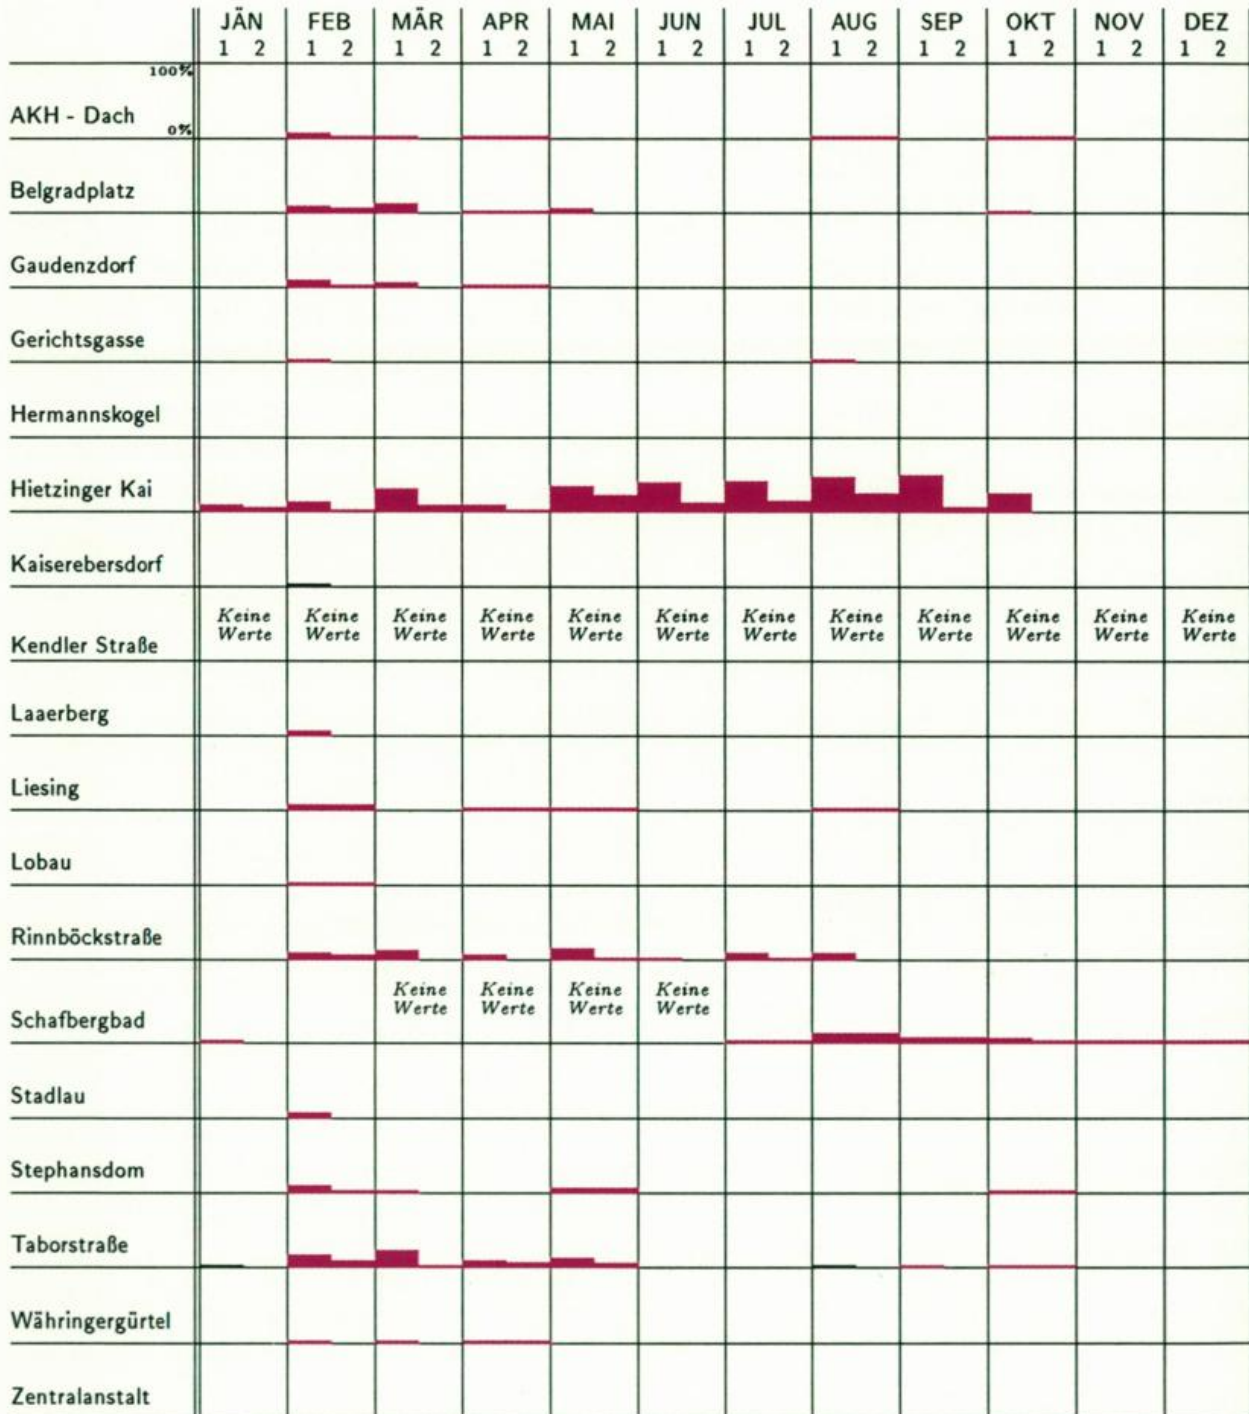 JÄN FEB MÄR APR MAI JUN JUL AUG SEP OKT NOV DEZ
1 2 1 2 1 2 1 2 1 2 1 2 1 2 1 2 1 2 1 2 1 2 1 2
100%
AKH - Dach
0%
Belgradplatz
Gaudenzdorf
Gerichtsgasse
Hermannskogel
Hietzinger Kai
Kaiserebersdorf
Keine Keine Keine Keine Keine Keine Keine Keine Keine Keine Keine Keine
Werte Werte Werte Werte Werte Werte Werte Werte Werte Werte Werte Werte
Kendler Straße
Laaerberg
Liesing
Lobau
Rinnböckstraße
Keine Keine Keine Keine
Werte Werte Werte Werte
Schafbergbad
Stadlau
Stephansdom
Taborstraße
Währingergürtel
Zentralanstalt